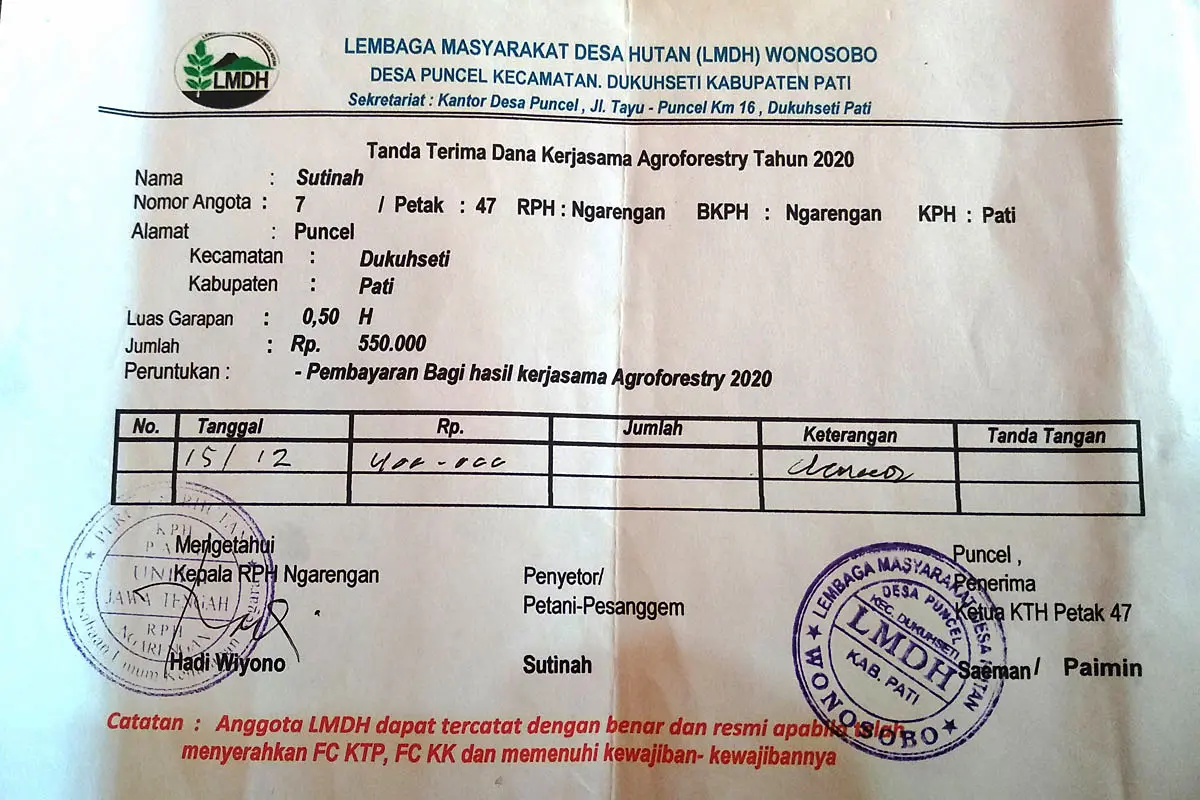 LMDH
LEMBAGA MASYARAKAT DESA HUTAN (LMDH) WONOSOBO
DESA PUNCEL KECAMATAN. DUKUHSETI KABUPATEN PATI
Sekretariat : Kantor Desa Puncel , Jl. Tayu - Puncel Km 16 , Dukuhseti Pati
Tanda Terima Dana Kerjasama Agroforestry Tahun 2020
Nama : Sutinah
Nomor Angota : 7 / Petak : 47 RPH : Ngarengan BKPH : Ngarengan KPH : Pati
Alamat : Puncel
Kecamatan : Dukuhseti
Kabupaten : Pati
Luas Garapan : 0,50 H
Jumlah : Rp. 550.000
Peruntukan : - Pembayaran Bagi hasil kerjasama Agroforestry 2020
No. Tanggal Rp. Jumlah Keterangan Tanda Tangan
15/ 12 400-000
Mengetahui
Kepala RPH Ngarengan
Hadi Wiyono
KPH
UNI
JAWA TENGAH
RPH
Penyetor/
Petani-Pesanggem
Sutinah
Puncel ,
Penerima
Ketua KTH Petak 47
Saeman / Paimin
LEMBAGA MASYARAKAT DESA HUTAN
DESA PUNCEL
KEC. DUKUHSETI
LMDH
KAB. PATI
WONOSOBO
Catatan : Anggota LMDH dapat tercatat dengan benar dan resmi apabila telah
menyerahkan FC KTP, FC KK dan memenuhi kewajiban- kewajibannya